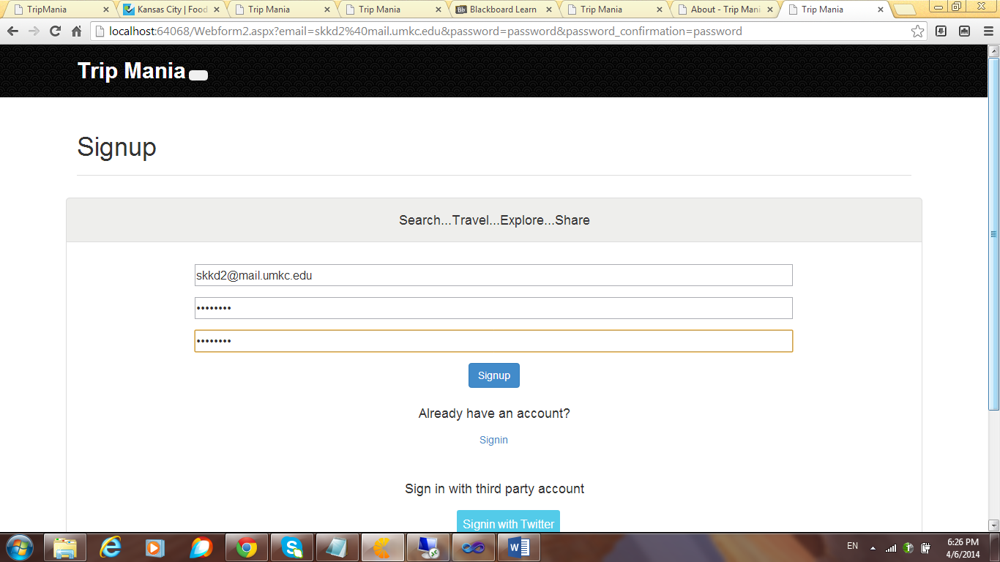 TripMania
Kansas City | Food
Trip Mania
Trip Mania
Blackboard Learn
Trip Mania
About - Trip Mani
Trip Mania
localhost:64068/Webform2.aspx?email=skkd2%40mail.umkc.edu&password=password&password_confirmation=password
Trip Mania
Signup
Search...Travel...Explore...Share
skkd2@mail.umkc.edu
••••••••
••••••••
Signup
Already have an account?
Signin
Sign in with third party account
Signin with Twitter
EN
6:26 PM
4/6/2014